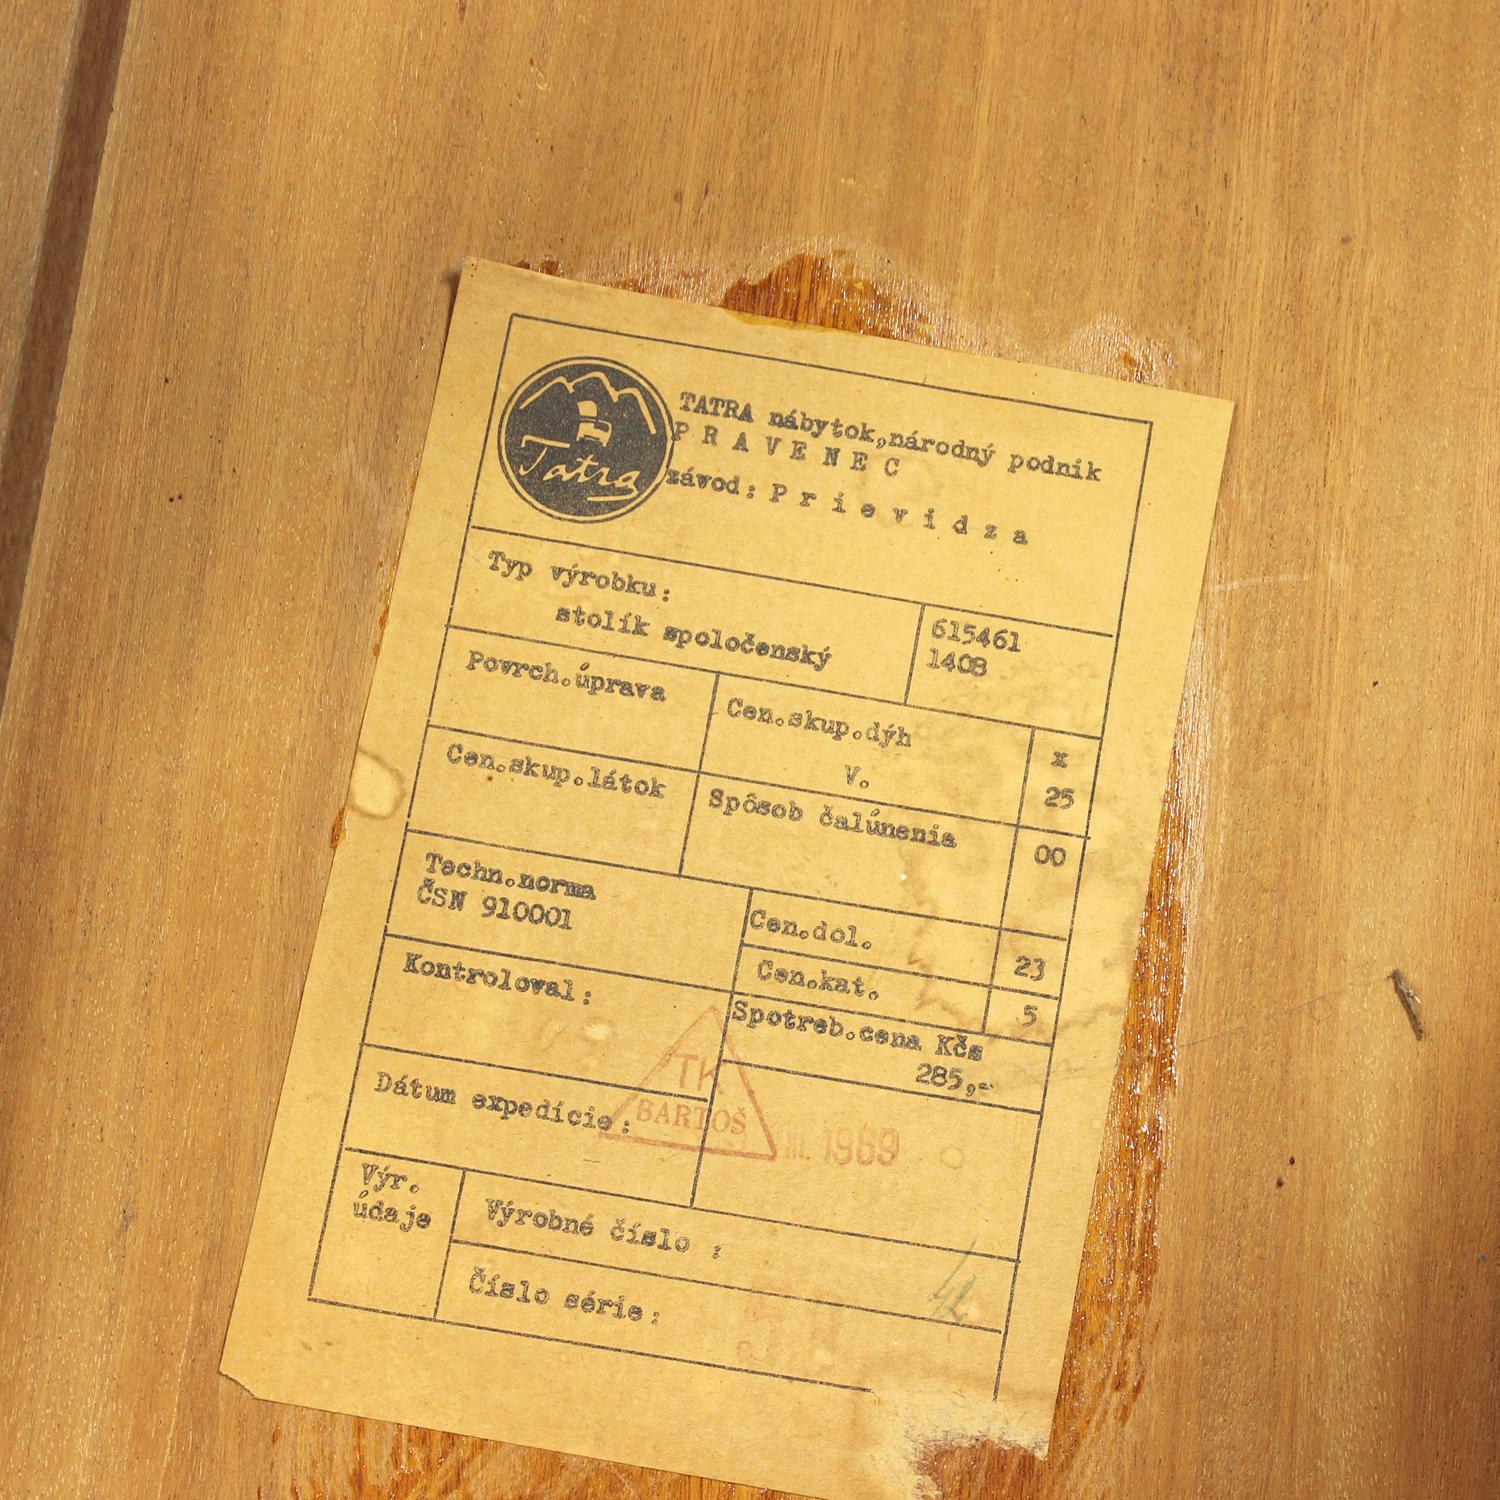 Tatra
TATRA nábytok,národný podnik
P R A V E N E C
závod: P r i e v i d z a
Typ výrobku:
stolík spoločenský
615461
1408
Povrch.úprava
Cen.skup.dýh
V.
x
25
Cen.skup.látok
Spôsob čalúnenia
00
Techn.norma
ČSN 910001
Cen.dol.
23
Cen.kat.
5
Kontroloval:
Spotreb.cena Kčs
285,-
TK
BARTOŠ
Dátum expedície:
1969
Výr.
údaje
Výrobné číslo :
Číslo série: